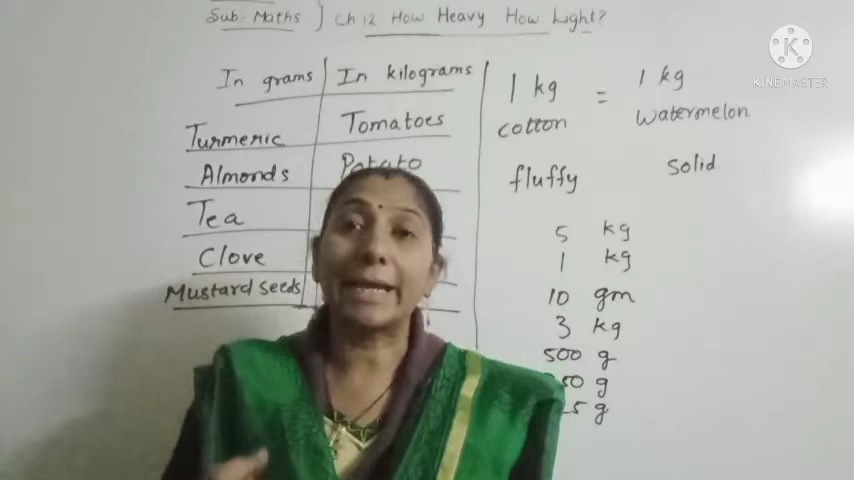 Sub- Maths ) Ch 12 How Heavy How Light?
In grams
Turmeric
Almonds
Tea
Clove
Mustard seeds
In kilograms
Tomatoes
Potato
1 kg = 1 kg
cotton watermelon
fluffy solid
5 kg
1 kg
10 gm
3 kg
500 g
50 g
5 g
KINEMASTER